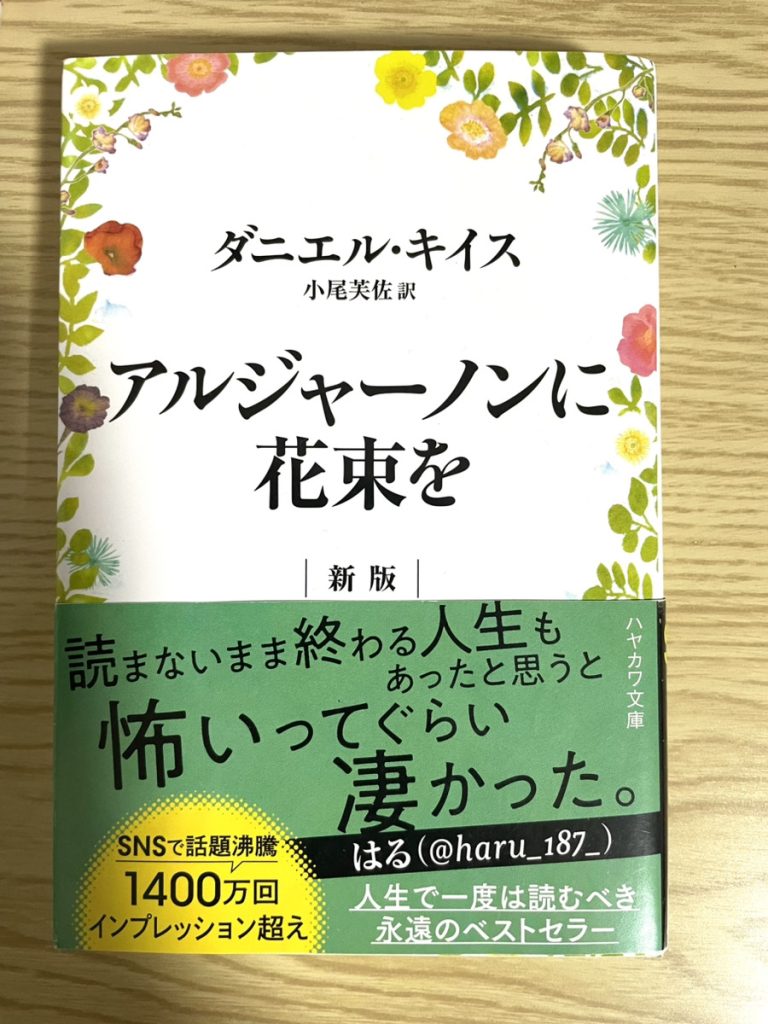 ダニエル・キイス
小尾芙佐 訳
アルジャーノンに
花束を
新版
ハヤカワ文庫
読まないまま終わる人生も
あったと思うと
怖いってぐらい
凄かった。
はる(@haru_187_)
SNSで話題沸騰
1400万回
インプレッション超え
人生で一度は読むべき
永遠のベストセラー